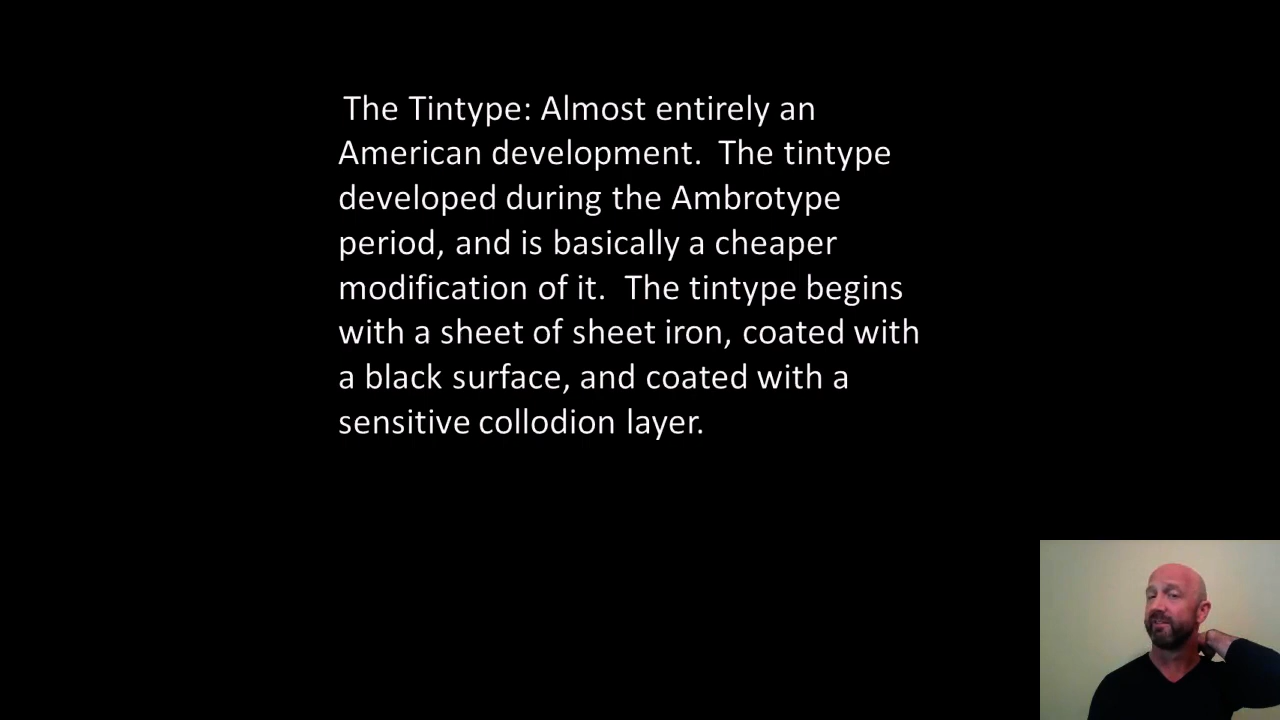 The Tintype: Almost entirely an
American development.  The tintype
developed during the Ambrotype
period, and is basically a cheaper
modification of it.  The tintype begins
with a sheet of sheet iron, coated with
a black surface, and coated with a
sensitive collodion layer.